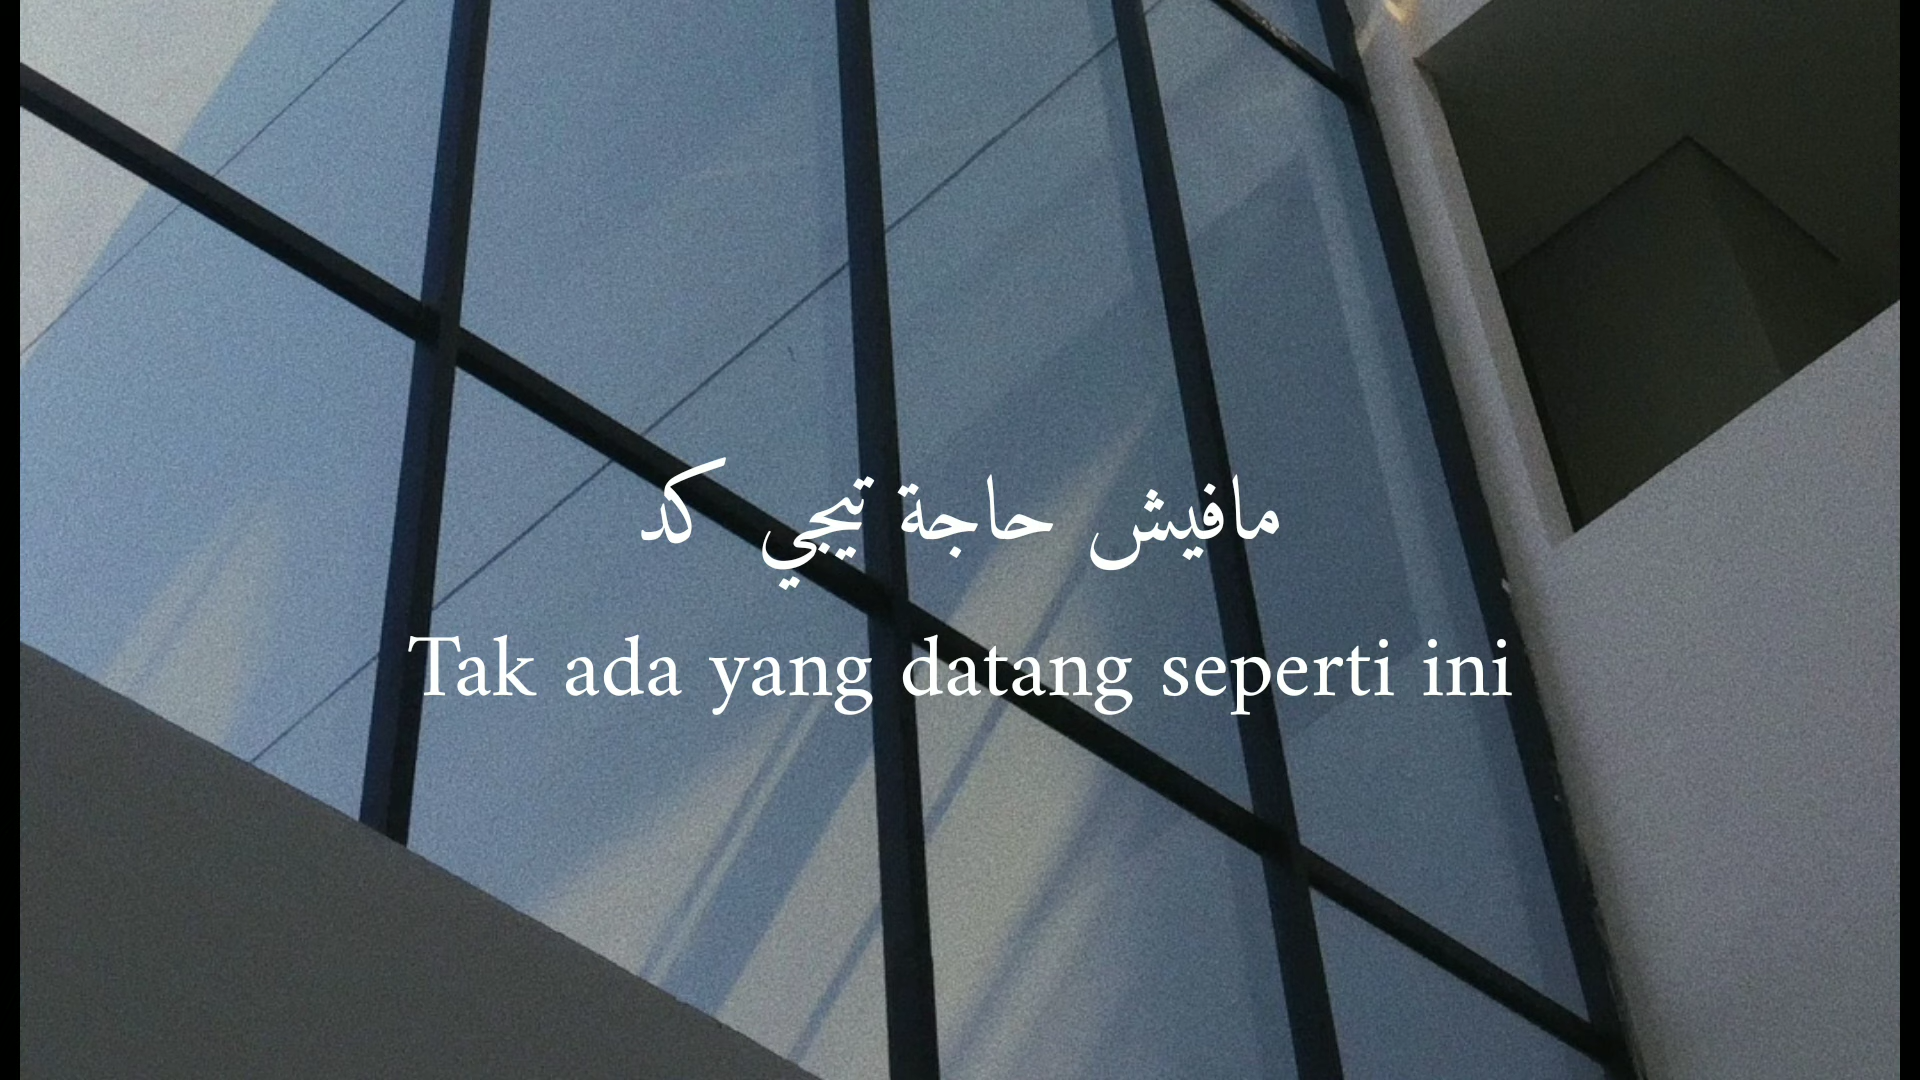 مافيش حاجة تيجي كد
Tak ada yang datang seperti ini